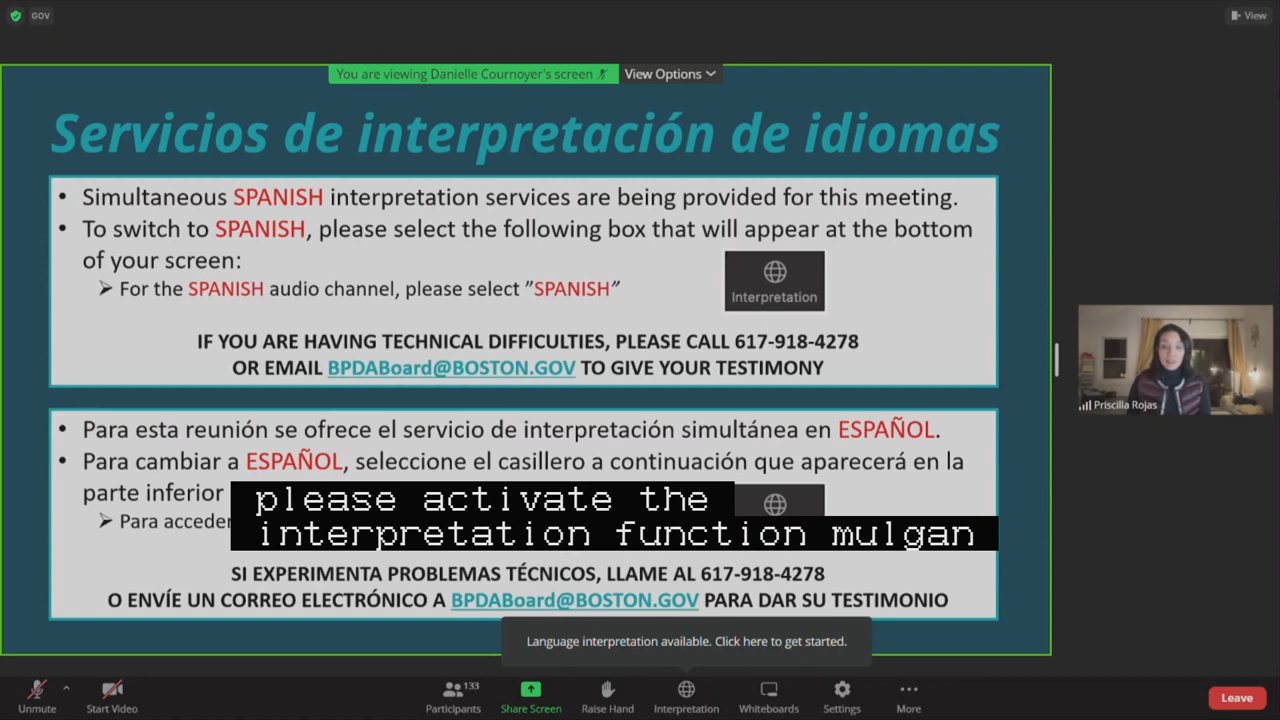 GOV
View
You are viewing Danielle Cournoyer's screen
View Options
Servicios de interpretación de idiomas
• Simultaneous SPANISH interpretation services are being provided for this meeting.
• To switch to SPANISH, please select the following box that will appear at the bottom
of your screen:
➢ For the SPANISH audio channel, please select ”SPANISH”
Interpretation
IF YOU ARE HAVING TECHNICAL DIFFICULTIES, PLEASE CALL 617-918-4278
OR EMAIL BPDABoard@BOSTON.GOV TO GIVE YOUR TESTIMONY
Priscilla Rojas
• Para esta reunión se ofrece el servicio de interpretación simultánea en ESPAÑOL.
• Para cambiar a ESPAÑOL, seleccione el casillero a continuación que aparecerá en la
parte inferior
➢ Para acceder
please activate the
interpretation function mulgan
SI EXPERIMENTA PROBLEMAS TÉCNICOS, LLAME AL 617-918-4278
O ENVÍE UN CORREO ELECTRÓNICO A BPDABoard@BOSTON.GOV PARA DAR SU TESTIMONIO
Language interpretation available. Click here to get started.
133
Unmute
Start Video
Participants
Share Screen
Raise Hand
Interpretation
Whiteboards
Settings
More
Leave